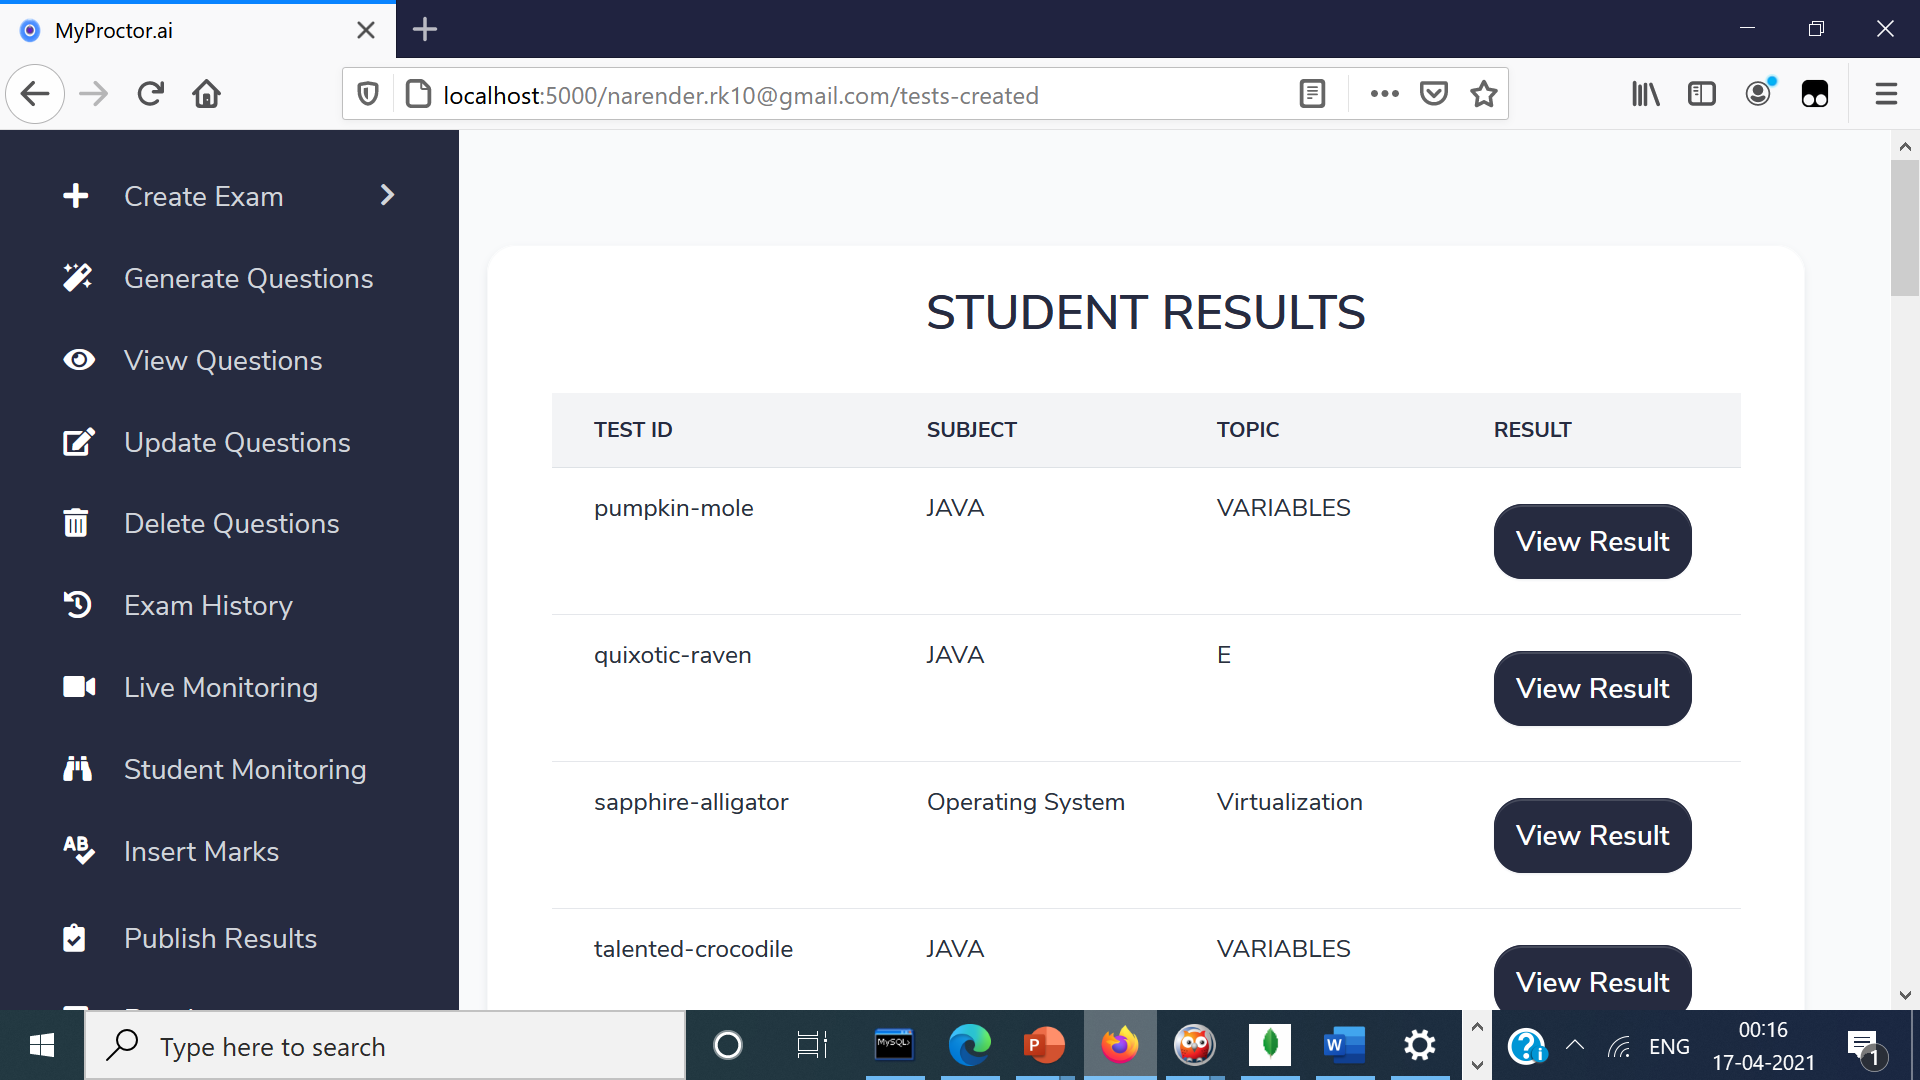 MyProctor.ai
localhost:5000/narender.rk10@gmail.com/tests-created
Create Exam
Generate Questions
View Questions
Update Questions
Delete Questions
Exam History
Live Monitoring
Student Monitoring
Insert Marks
Publish Results
STUDENT RESULTS
TEST ID SUBJECT TOPIC RESULT
pumpkin-mole JAVA VARIABLES View Result
quixotic-raven JAVA E View Result
sapphire-alligator Operating System Virtualization View Result
talented-crocodile JAVA VARIABLES View Result
Type here to search
MySQL>
P
W
ENG
00:16
17-04-2021
1